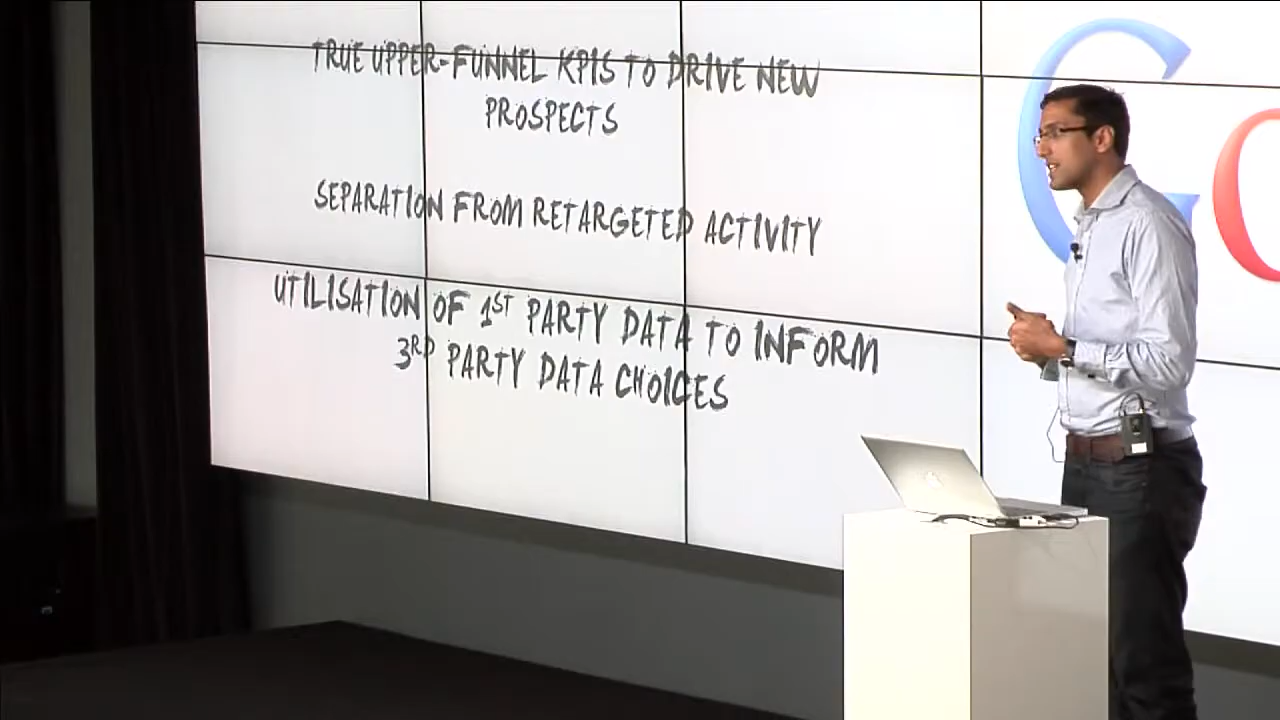 TRUE UPPER-FUNNEL KPIS TO DRIVE NEW
PROSPECTS
SEPARATION FROM RETARGETED ACTIVITY
UTILISATION OF 1ST PARTY DATA TO INFORM
3RD PARTY DATA CHOICES
Go